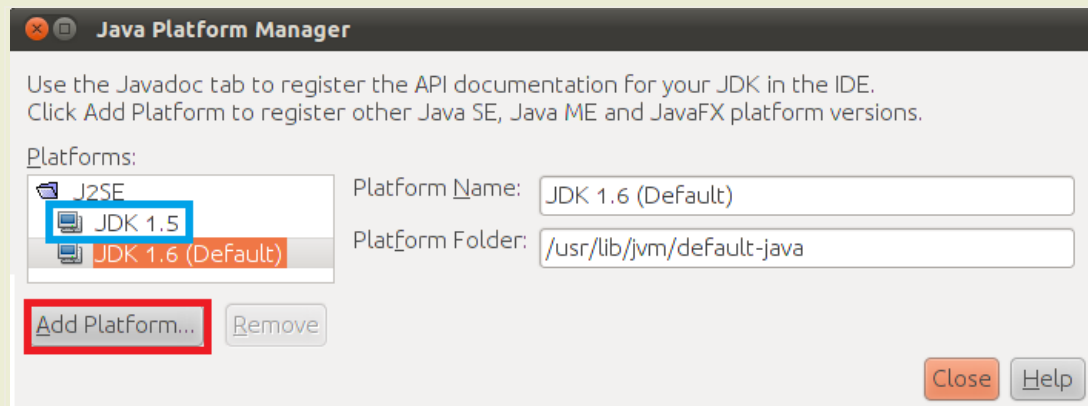 Java Platform Manager
Use the Javadoc tab to register the API documentation for your JDK in the IDE.
Click Add Platform to register other Java SE, Java ME and JavaFX platform versions.
Platforms:
J2SE
JDK 1.5
JDK 1.6 (Default)
Platform Name: JDK 1.6 (Default)
Platform Folder: /usr/lib/jvm/default-java
Add Platform... Remove
Close Help